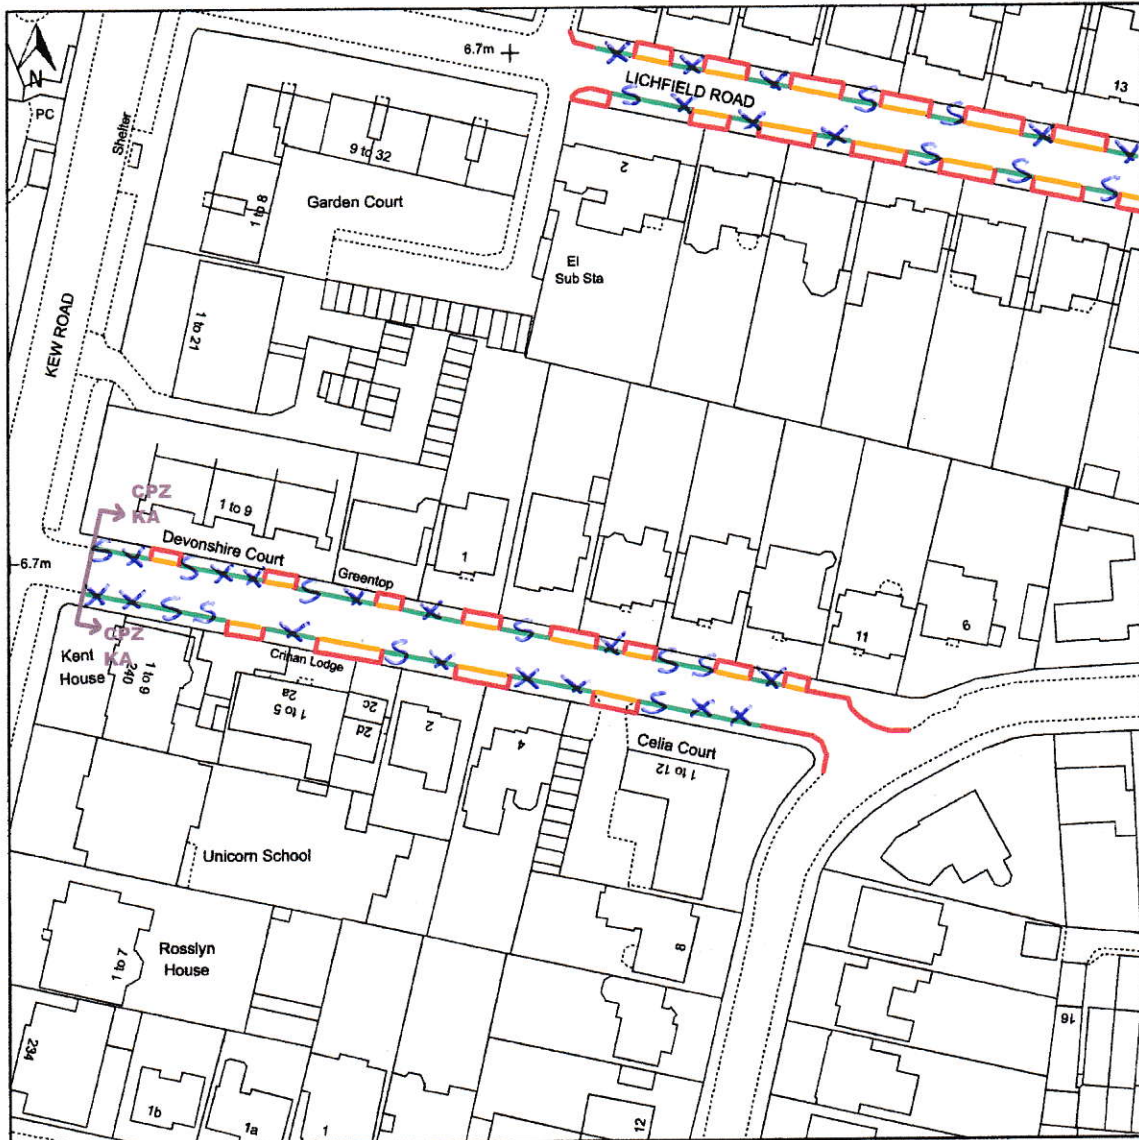 6.7m
LICHFIELD ROAD
X X X S S X X
S X X X S S S
13
N
PC
Shelter
9 to 32
1 to 8
Garden Court
2
El
Sub Sta
1 to 21
KEW ROAD
CPZ
KA
1 to 9
Devonshire Court
Greentop
1
6.7m
S X S X X S X X S X S S X
X X S S X S X X X S X X
CPZ
KA
11
9
Kent
House
240
1 to 9
Crihan Lodge
2a
1 to 5
2c
2d
2
4
Celia Court
1 to 12
Unicorn School
Rosslyn
House
1 to 7
8
16
234
1b
1a
1
12